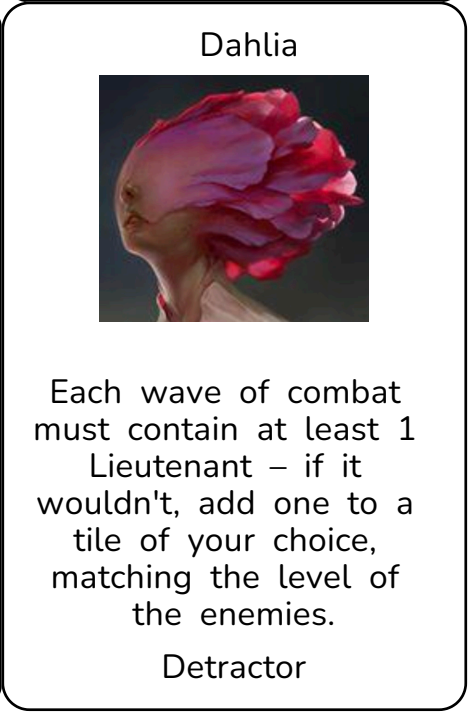 Dahlia
Each wave of combat
must contain at least 1
Lieutenant – if it
wouldn't, add one to a
tile of your choice,
matching the level of
the enemies.
Detractor